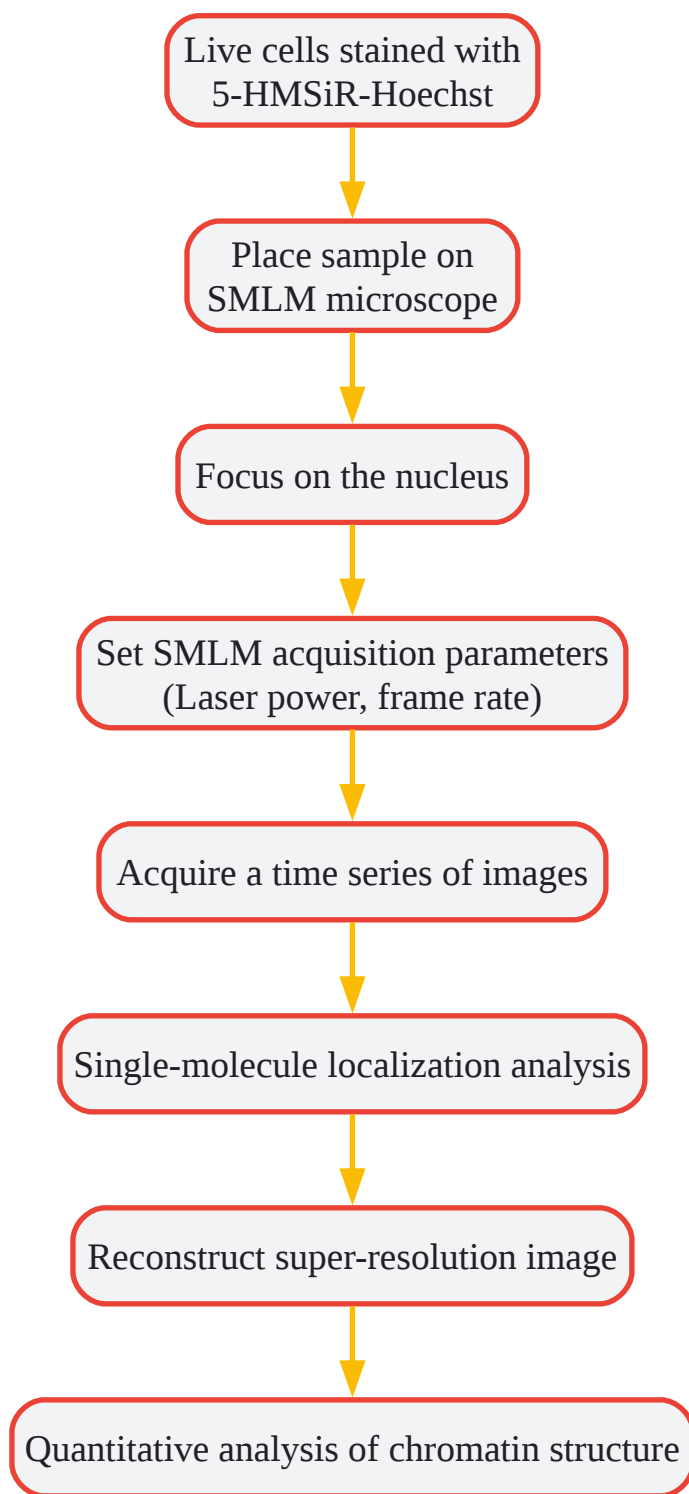 Live cells stained with
5-HMSiR-Hoechst
Place sample on
SMLM microscope
Focus on the nucleus
Set SMLM acquisition parameters
(Laser power, frame rate)
Acquire a time series of images
Single-molecule localization analysis
Reconstruct super-resolution image
Quantitative analysis of chromatin structure